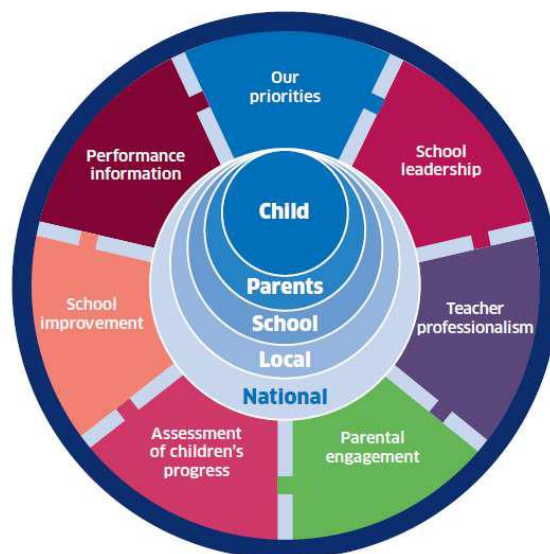 Our
priorities
School
leadership
Teacher
professionalism
Parental
engagement
Assessment
of children's
progress
School
improvement
Performance
information
Child
Parents
School
Local
National